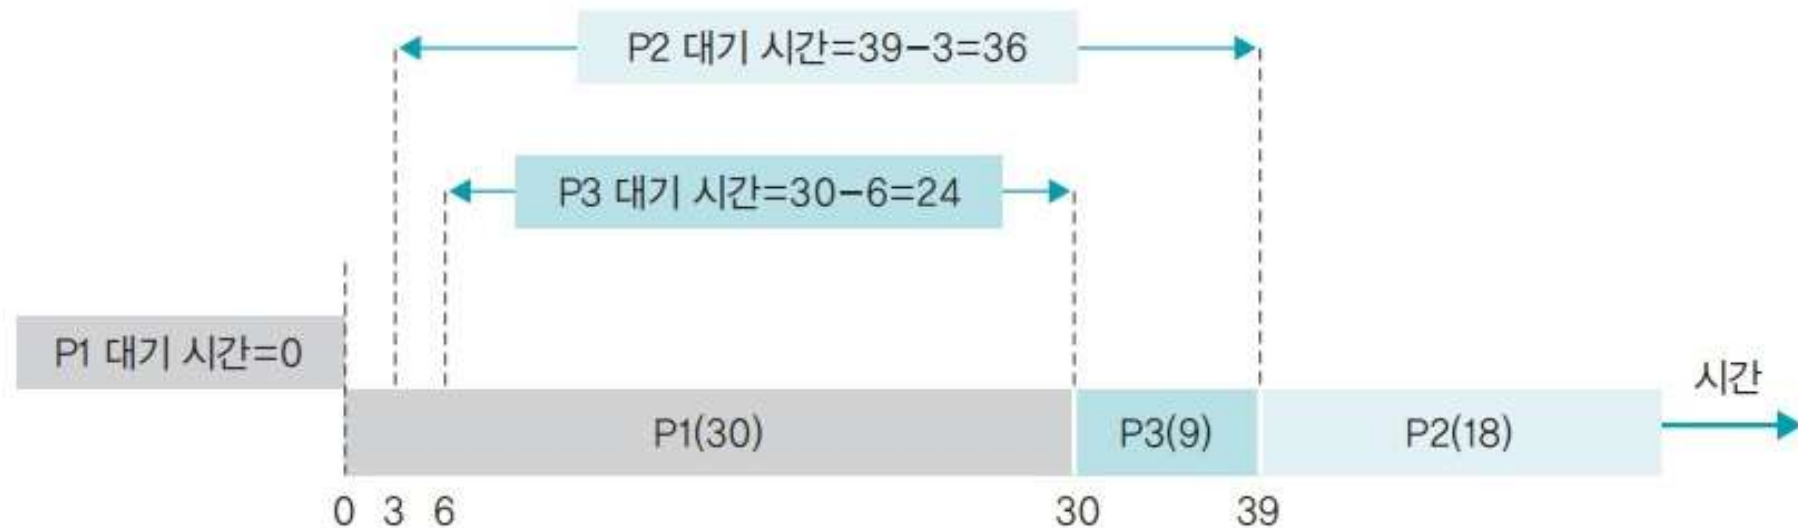 P2 대기 시간=39-3=36
P3 대기 시간=30-6=24
P1 대기 시간=0
시간
P1(30)
P3(9)
P2(18)
0 3 6 30 39